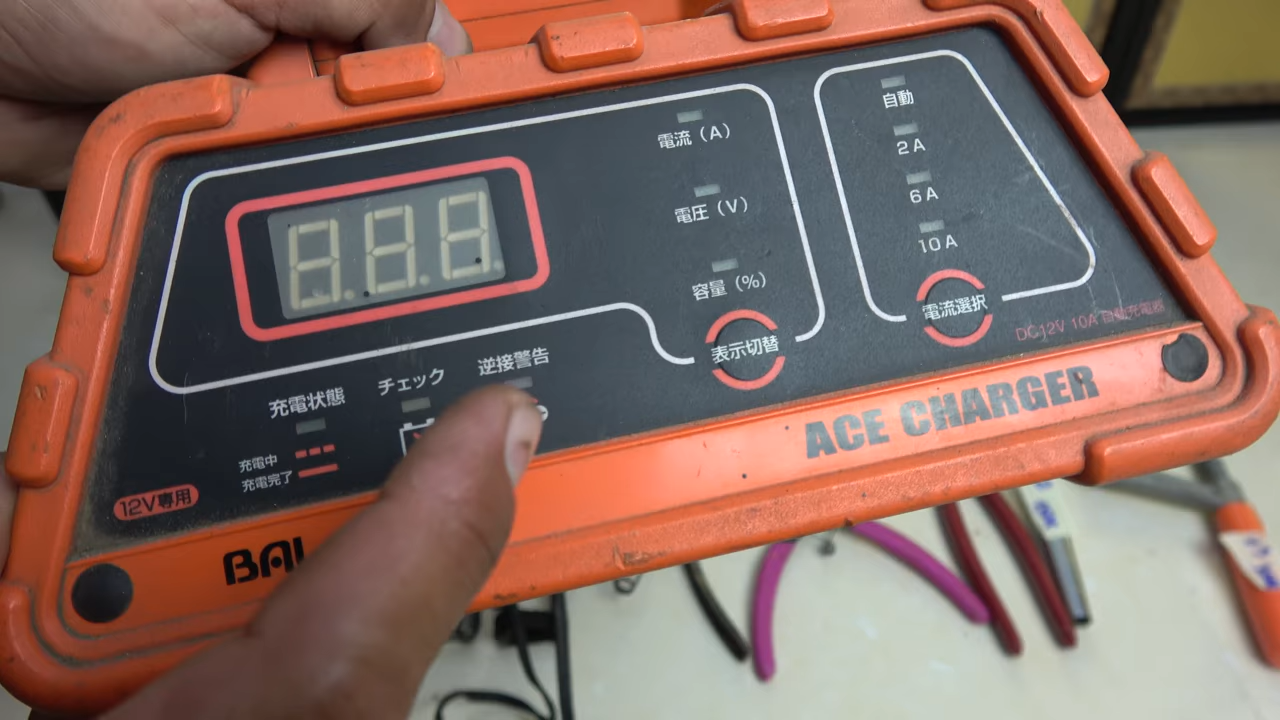 電流（A）
電圧（V）
容量（%）
表示切替
自動
2A
6A
10A
電流選択
DC12V 10A 自動充電器
充電状態
チェック
逆接警告
充電中
充電完了
12V専用
ACE CHARGER